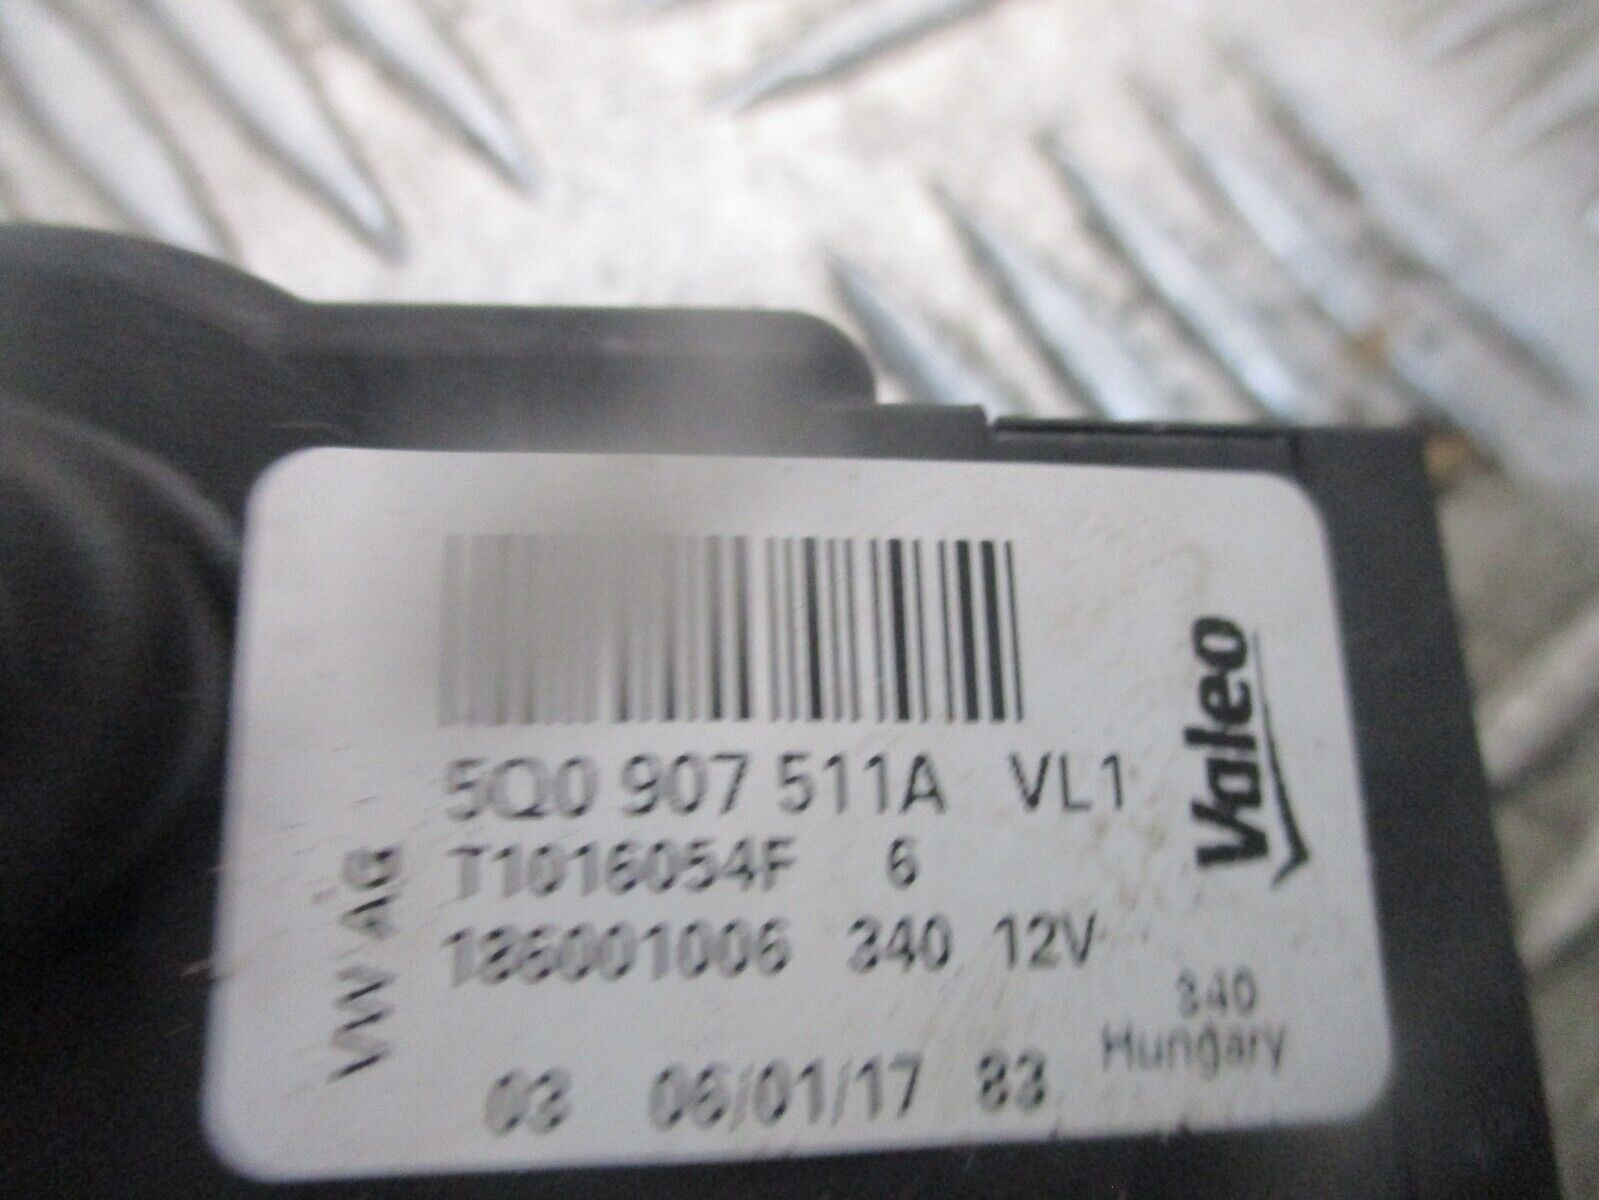 5Q0 907 511A VL1
T1016054F 6
186001006 340 12V
340
Hungary
03 06/01/17 83
VW AG
Valeo